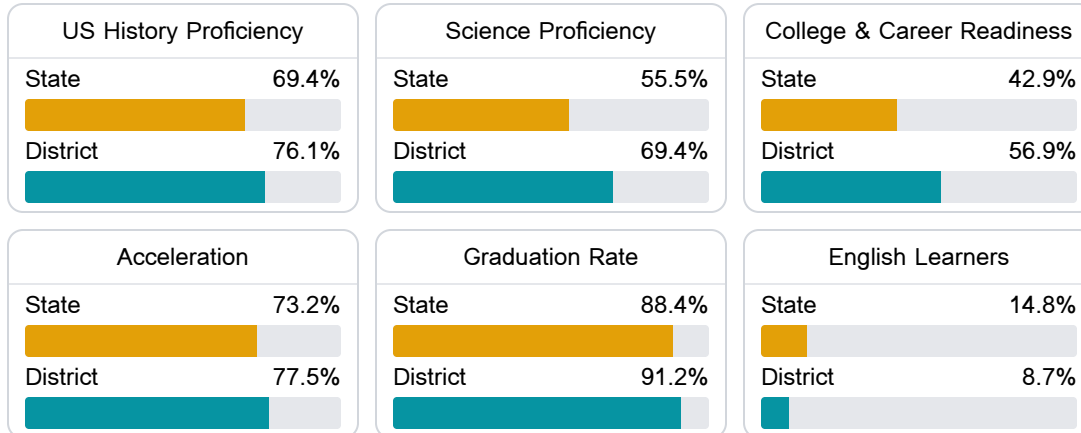 US History Proficiency
State 69.4%
District 76.1%
Science Proficiency
State 55.5%
District 69.4%
College & Career Readiness
State 42.9%
District 56.9%
Acceleration
State 73.2%
District 77.5%
Graduation Rate
State 88.4%
District 91.2%
English Learners
State 14.8%
District 8.7%